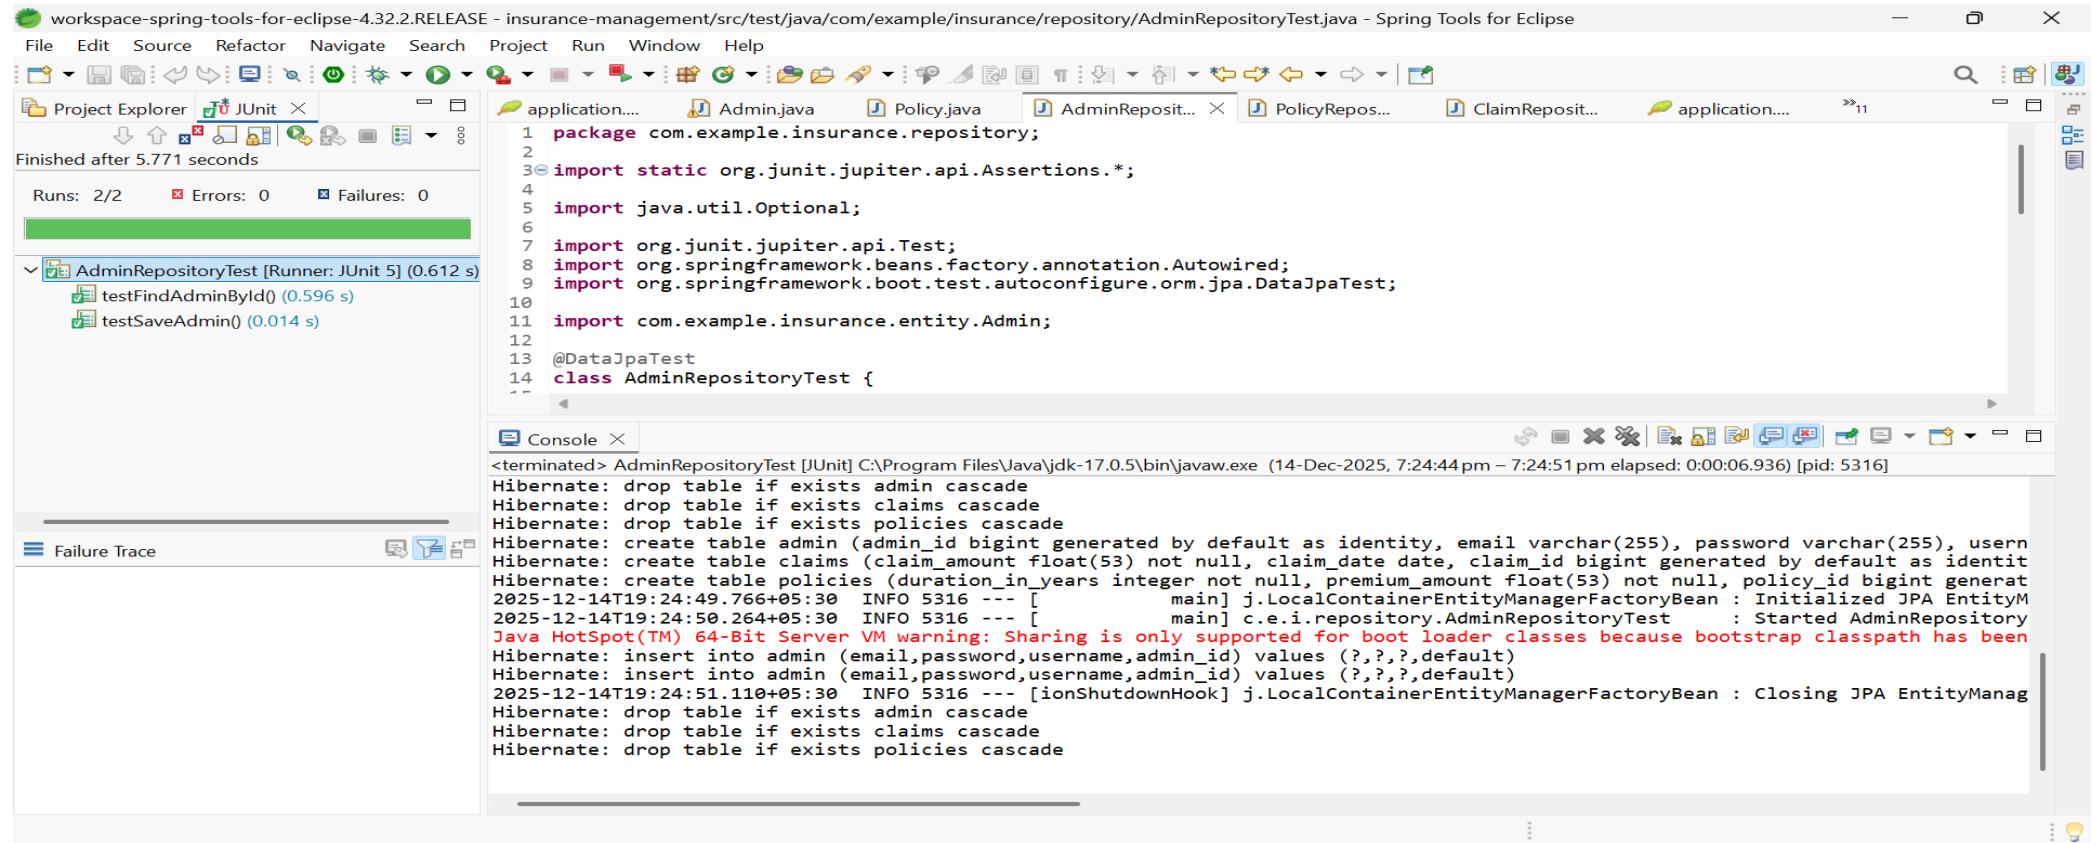 workspace-spring-tools-for-eclipse-4.32.2.RELEASE - insurance-management/src/test/java/com/example/insurance/repository/AdminRepositoryTest.java - Spring Tools for Eclipse
File Edit Source Refactor Navigate Search Project Run Window Help
Project Explorer JUnit
Finished after 5.771 seconds
Runs: 2/2 Errors: 0 Failures: 0
AdminRepositoryTest [Runner: JUnit 5] (0.612 s)
testFindAdminById() (0.596 s)
testSaveAdmin() (0.014 s)
Failure Trace
application.... Admin.java Policy.java AdminReposit... PolicyRepos... ClaimReposit... application.... »11
1 package com.example.insurance.repository;
2
3 import static org.junit.jupiter.api.Assertions.*;
4
5 import java.util.Optional;
6
7 import org.junit.jupiter.api.Test;
8 import org.springframework.beans.factory.annotation.Autowired;
9 import org.springframework.boot.test.autoconfigure.orm.jpa.DataJpaTest;
10
11 import com.example.insurance.entity.Admin;
12
13 @DataJpaTest
14 class AdminRepositoryTest {
Console
<terminated> AdminRepositoryTest [JUnit] C:\Program Files\Java\jdk-17.0.5\bin\javaw.exe (14-Dec-2025, 7:24:44 pm – 7:24:51 pm elapsed: 0:00:06.936) [pid: 5316]
Hibernate: drop table if exists admin cascade
Hibernate: drop table if exists claims cascade
Hibernate: drop table if exists policies cascade
Hibernate: create table admin (admin_id bigint generated by default as identity, email varchar(255), password varchar(255), usern
Hibernate: create table claims (claim_amount float(53) not null, claim_date date, claim_id bigint generated by default as identit
Hibernate: create table policies (duration_in_years integer not null, premium_amount float(53) not null, policy_id bigint generat
2025-12-14T19:24:49.766+05:30 INFO 5316 --- [ main] j.LocalContainerEntityManagerFactoryBean : Initialized JPA EntityM
2025-12-14T19:24:50.264+05:30 INFO 5316 --- [ main] c.e.i.repository.AdminRepositoryTest : Started AdminRepository
Java HotSpot(TM) 64-Bit Server VM warning: Sharing is only supported for boot loader classes because bootstrap classpath has been
Hibernate: insert into admin (email,password,username,admin_id) values (?,?,?,default)
Hibernate: insert into admin (email,password,username,admin_id) values (?,?,?,default)
2025-12-14T19:24:51.110+05:30 INFO 5316 --- [ionShutdownHook] j.LocalContainerEntityManagerFactoryBean : Closing JPA EntityManag
Hibernate: drop table if exists admin cascade
Hibernate: drop table if exists claims cascade
Hibernate: drop table if exists policies cascade